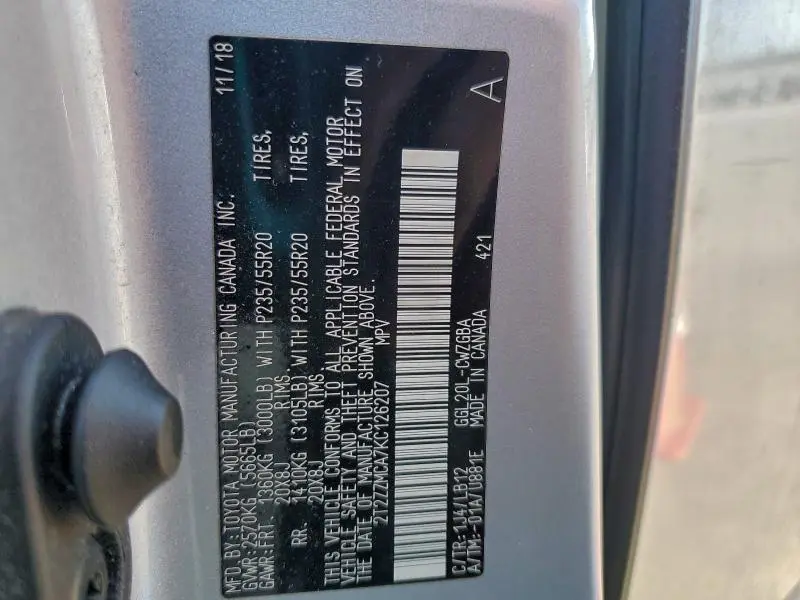 MFD. BY: TOYOTA MOTOR MANUFACTURING CANADA INC. 11/18
GVWR: 2570KG (5665LB)
GAWR: FRT 1360KG (3000LB) WITH P235/55R20 TIRES,
20X8J RIMS
RR. 1410KG (3105LB) WITH P235/55R20 TIRES,
20X8J RIMS
THIS VEHICLE CONFORMS TO ALL APPLICABLE FEDERAL MOTOR
VEHICLE SAFETY AND THEFT PREVENTION STANDARDS IN EFFECT ON
THE DATE OF MANUFACTURE SHOWN ABOVE.
2T2ZZMCA7KC126207 MPV
C/TR: 1J4/LB12 GGL20L-CWZGBA 421
A/TM: -01A/U881E MADE IN CANADA
A